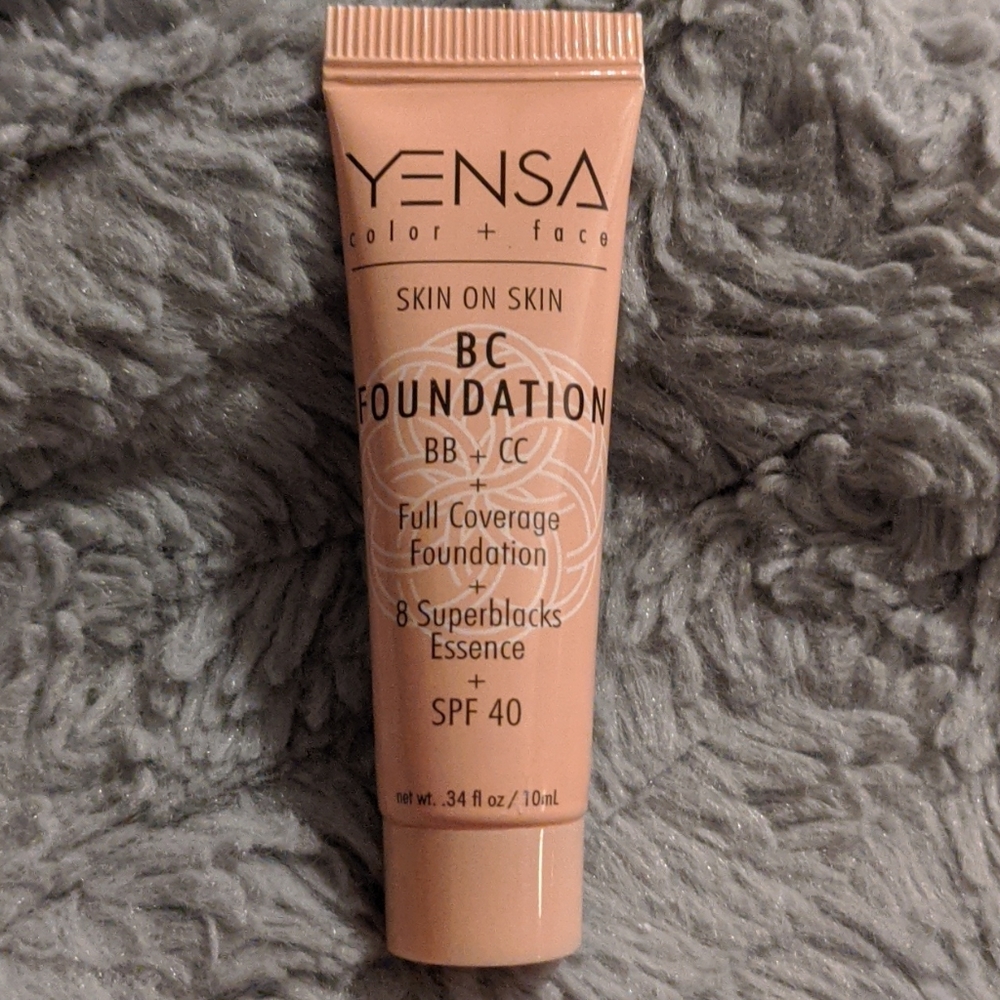 YENSA
color + face
SKIN ON SKIN
BC
FOUNDATION
BB + CC
+
Full Coverage
Foundation
+
8 Superblacks
Essence
+
SPF 40
net wt. .34 fl oz / 10mL